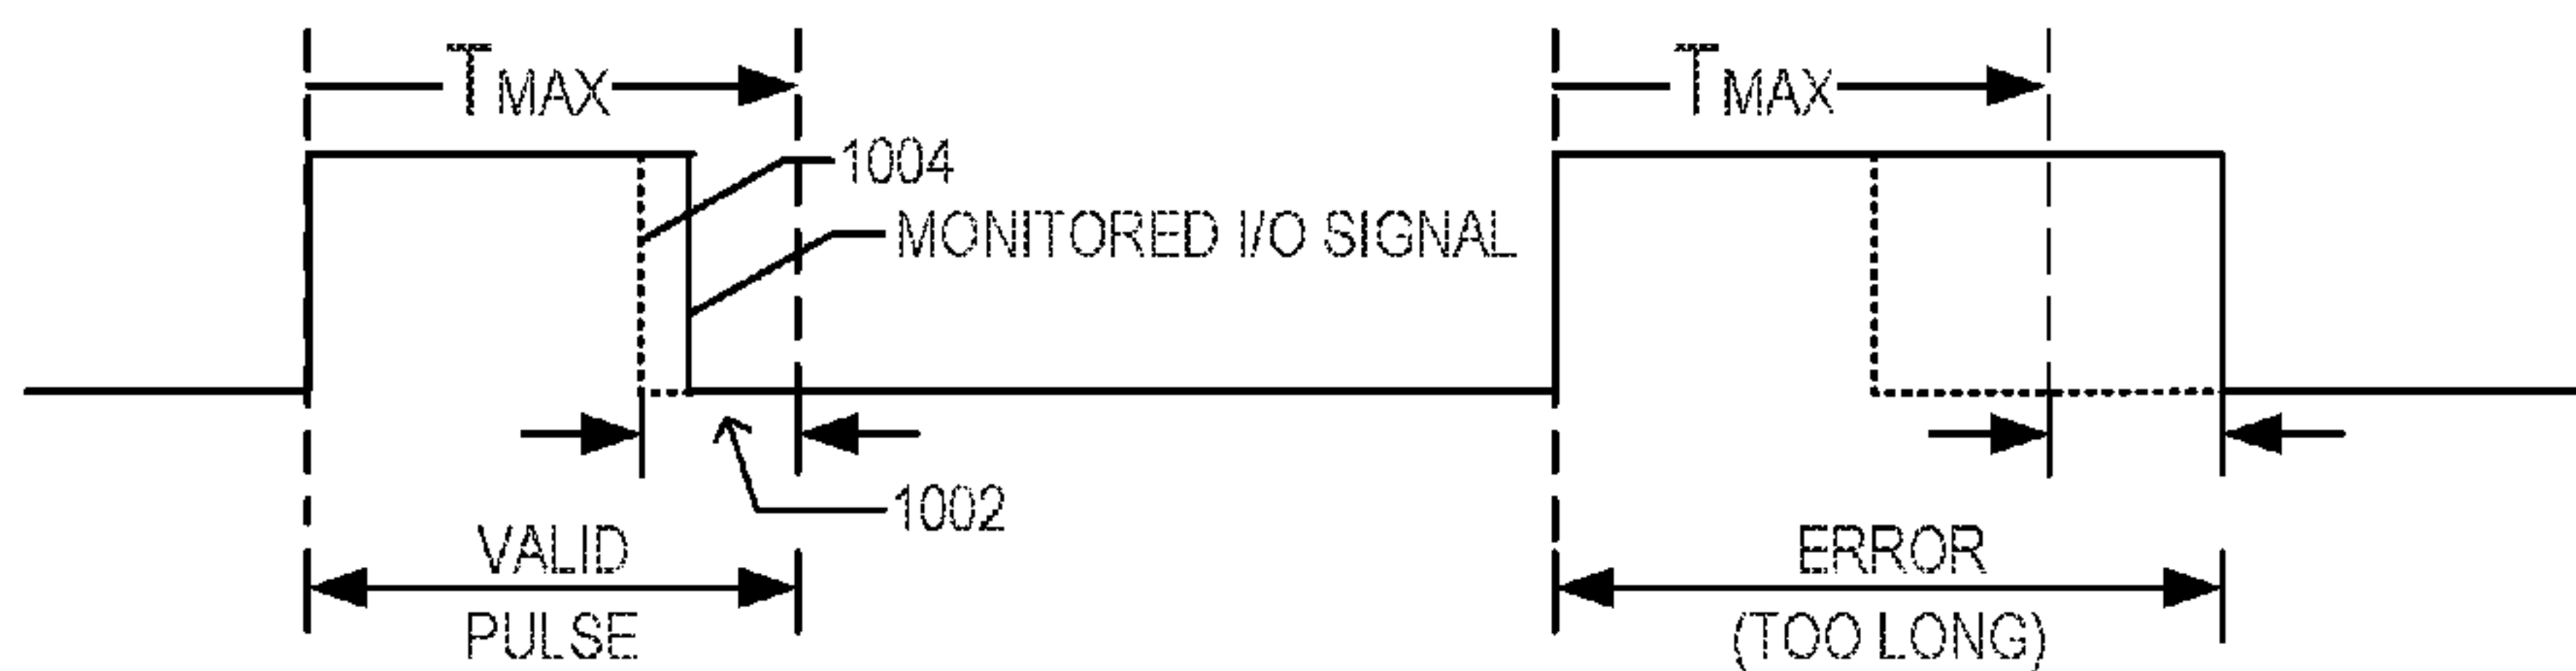 TMAX
TMAX
1004
MONITORED I/O SIGNAL
1002
VALID
PULSE
ERROR
(TOO LONG)